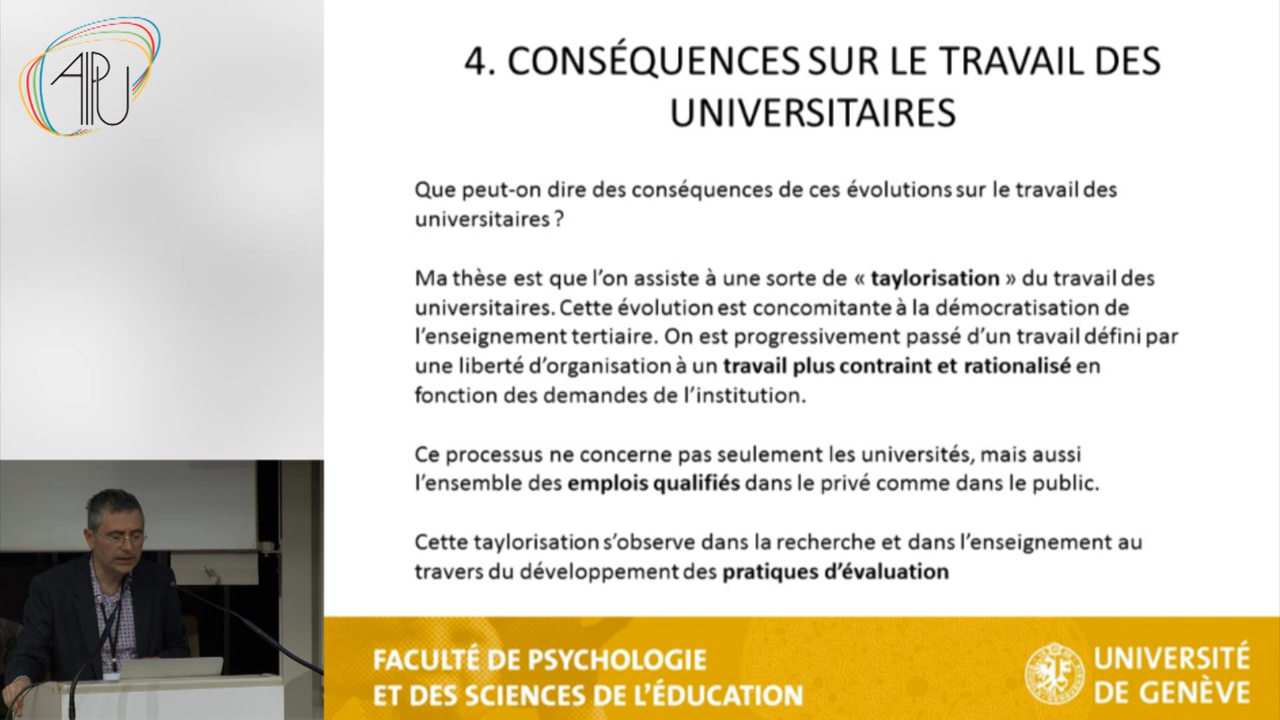 AIPU
4. CONSÉQUENCES SUR LE TRAVAIL DES
UNIVERSITAIRES
Que peut-on dire des conséquences de ces évolutions sur le travail des
universitaires ?
Ma thèse est que l’on assiste à une sorte de « taylorisation » du travail des
universitaires. Cette évolution est concomitante à la démocratisation de
l’enseignement tertiaire. On est progressivement passé d’un travail défini par
une liberté d’organisation à un travail plus contraint et rationalisé en
fonction des demandes de l’institution.
Ce processus ne concerne pas seulement les universités, mais aussi
l’ensemble des emplois qualifiés dans le privé comme dans le public.
Cette taylorisation s’observe dans la recherche et dans l’enseignement au
travers du développement des pratiques d’évaluation
FACULTÉ DE PSYCHOLOGIE
ET DES SCIENCES DE L’ÉDUCATION
UNIVERSITÉ
DE GENÈVE